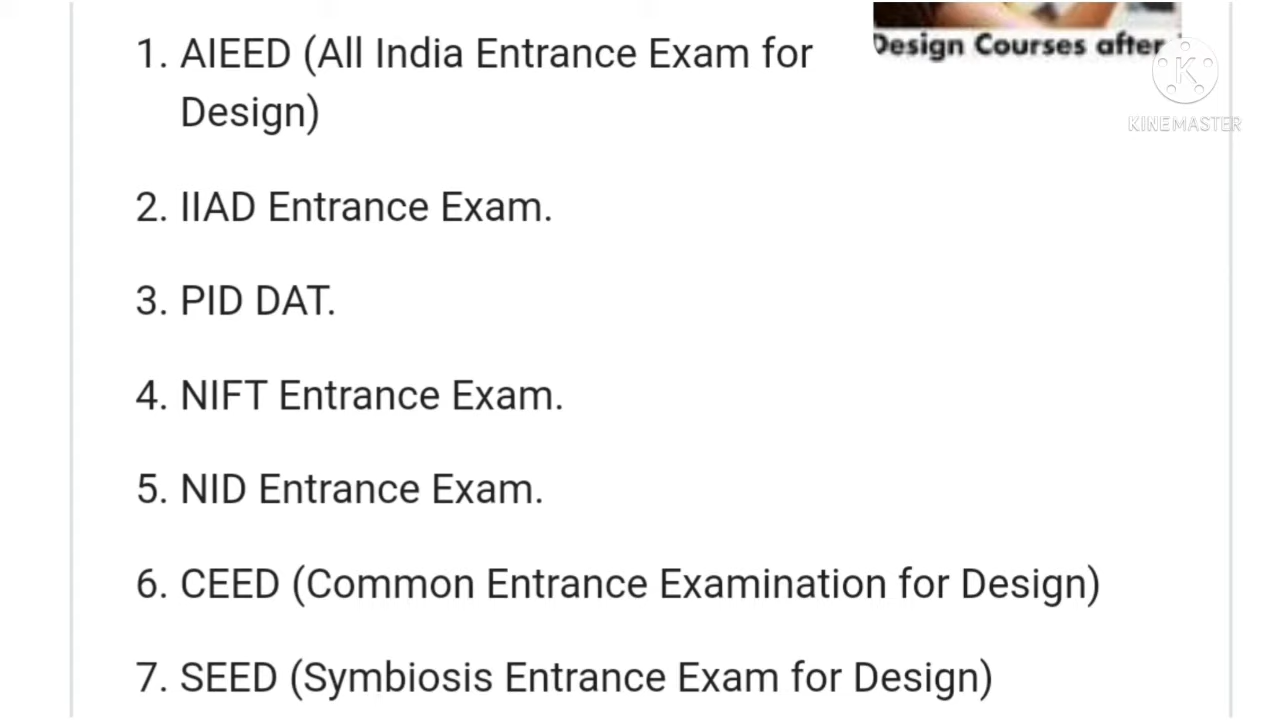 1. AIEED (All India Entrance Exam for
Design)
Design Courses after
KINEMASTER
2. IIAD Entrance Exam.
3. PID DAT.
4. NIFT Entrance Exam.
5. NID Entrance Exam.
6. CEED (Common Entrance Examination for Design)
7. SEED (Symbiosis Entrance Exam for Design)